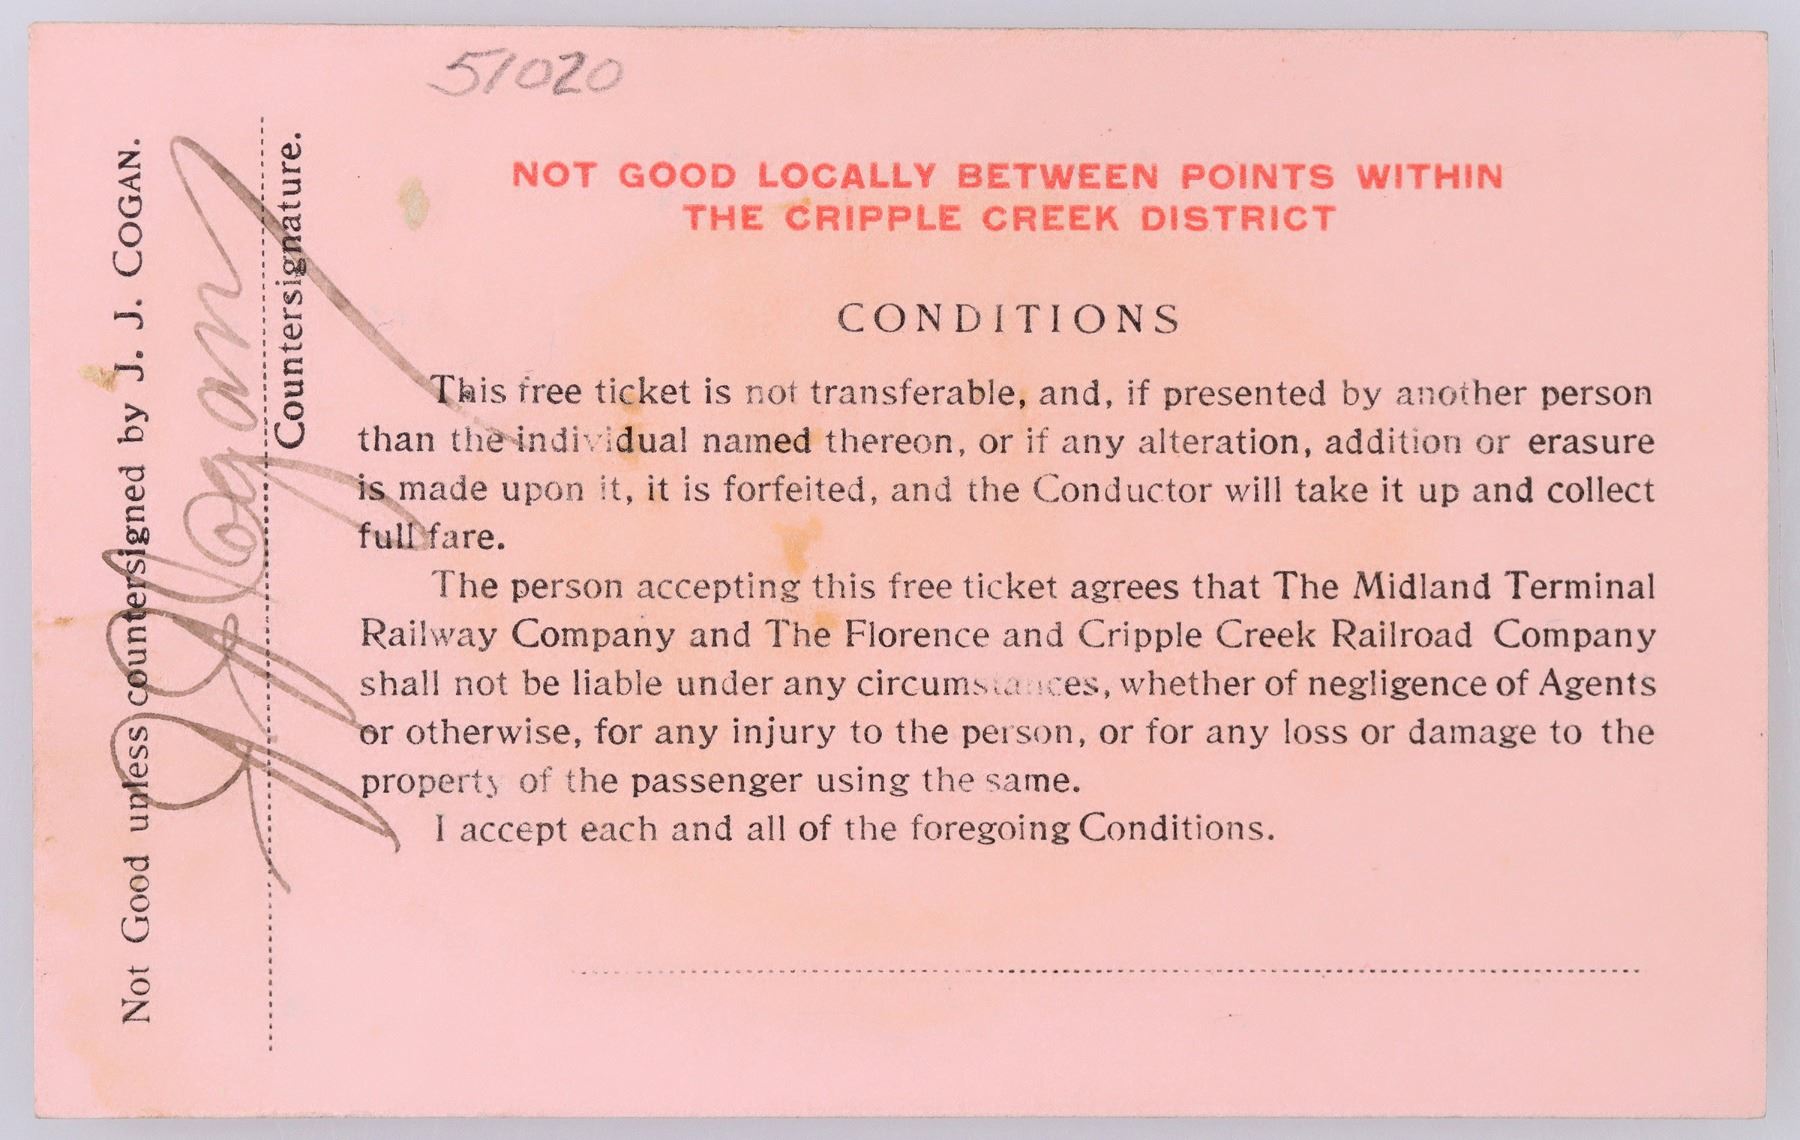 51020
NOT GOOD LOCALLY BETWEEN POINTS WITHIN
THE CRIPPLE CREEK DISTRICT
CONDITIONS
This free ticket is not transferable, and, if presented by another person
than the individual named thereon, or if any alteration, addition or erasure
is made upon it, it is forfeited, and the Conductor will take it up and collect
full fare.
The person accepting this free ticket agrees that The Midland Terminal
Railway Company and The Florence and Cripple Creek Railroad Company
shall not be liable under any circumstances, whether of negligence of Agents
or otherwise, for any injury to the person, or for any loss or damage to the
property of the passenger using the same.
I accept each and all of the foregoing Conditions.
Not Good unless countersigned by J. J. COGAN.
JJCogan
Countersignature.